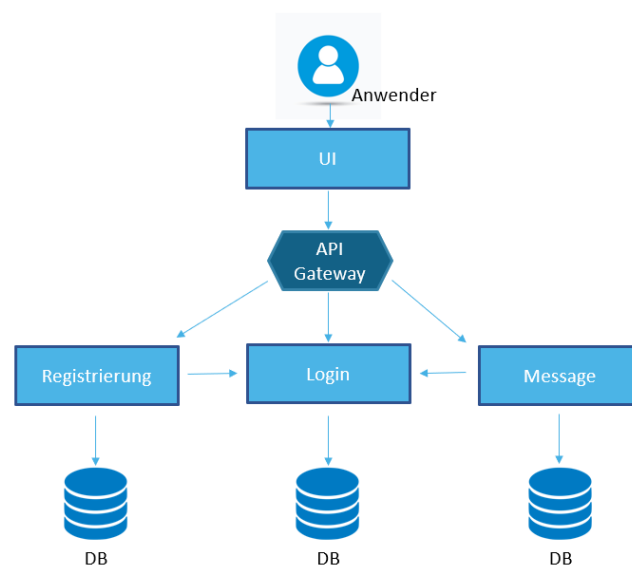 Anwender
UI
API
Gateway
Registrierung
Login
Message
DB
DB
DB